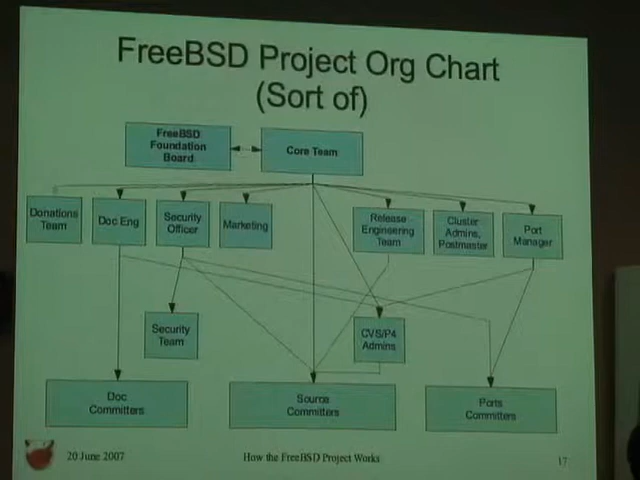 FreeBSD Project Org Chart
(Sort of)
FreeBSD
Foundation
Board
Core Team
Donations
Team
Doc Eng
Security
Officer
Marketing
Release
Engineering
Team
Cluster
Admins,
Postmaster
Port
Manager
Security
Team
CVS/P4
Admins
Doc
Committers
Source
Committers
Ports
Committers
20 June 2007
How the FreeBSD Project Works
17